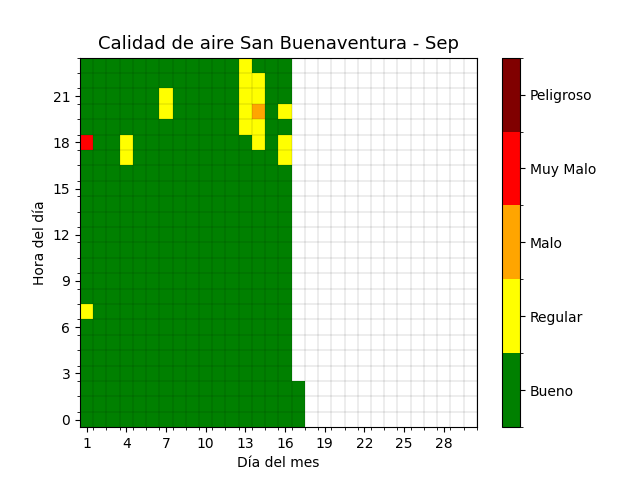 Calidad de aire San Buenaventura - Sep
Hora del día
21
18
15
12
9
6
3
0
1 4 7 10 13 16 19 22 25 28
Día del mes
Peligroso
Muy Malo
Malo
Regular
Bueno